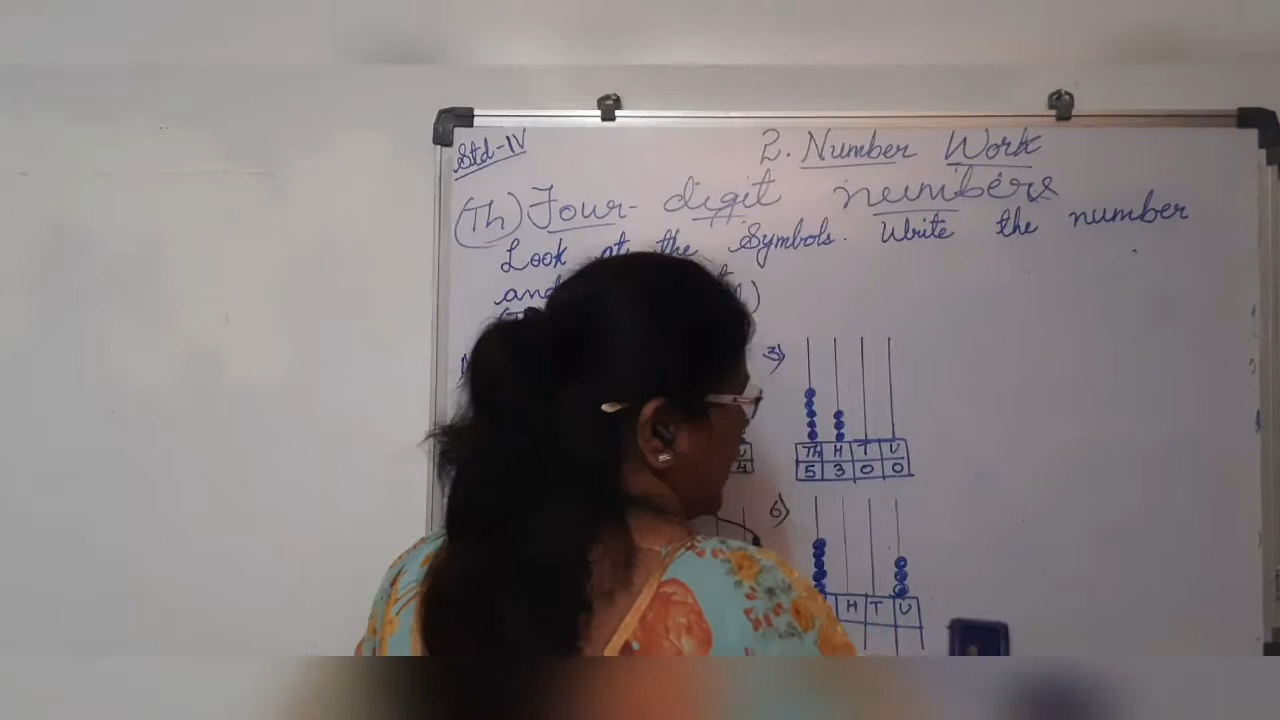 Std-IV
2. Number Work
(Th) Four-digit numbers
Look at the Symbols. Write the number
and
3)
Th H T U
5 3 0 0
U
4
6)
H T U